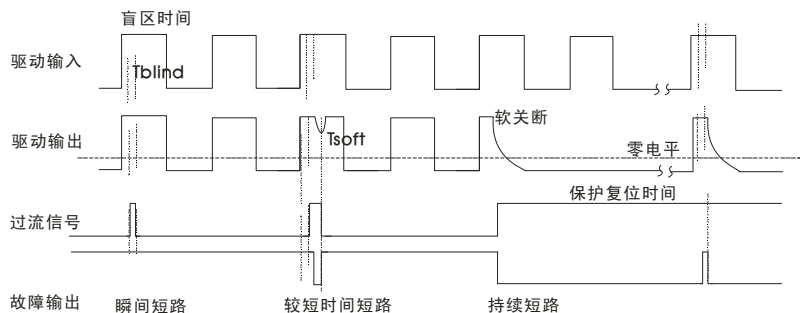 盲区时间
驱动输入
Tblind
驱动输出
Tsoft
软关断
零电平
保护复位时间
过流信号
故障输出
瞬间短路
较短时间短路
持续短路